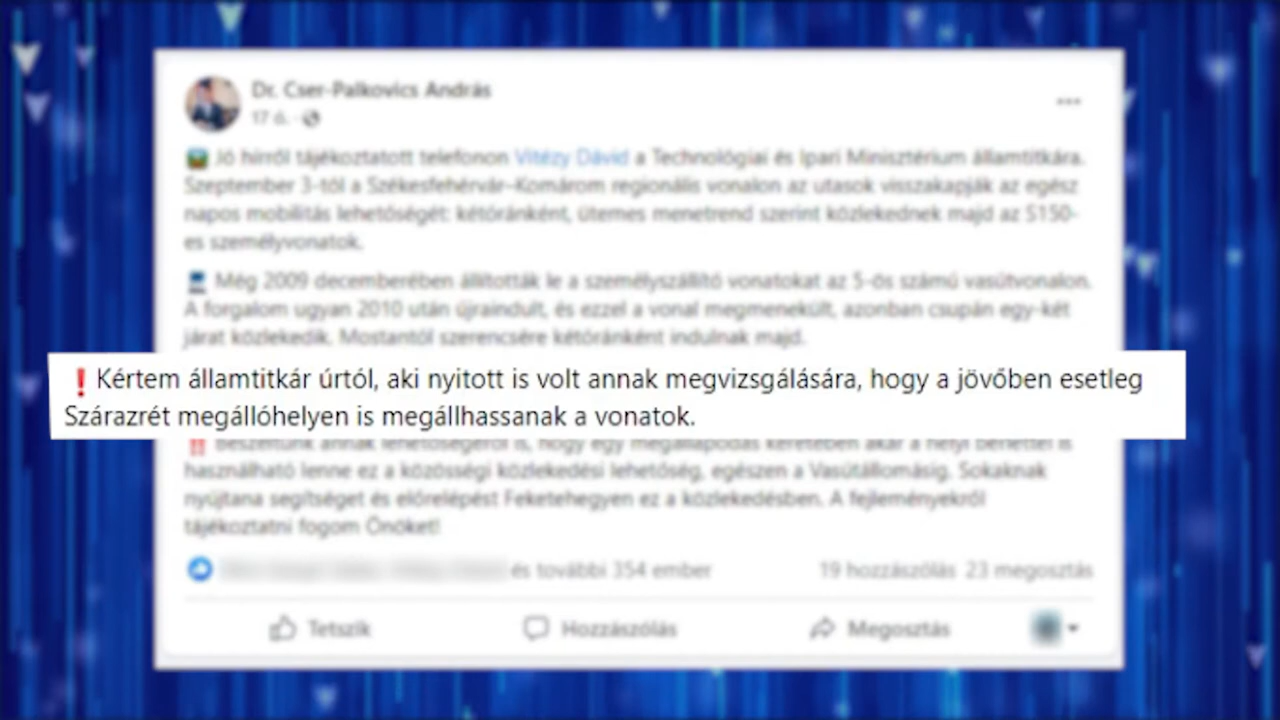 Dr. Cser-Palkovics András
17 ó.
Jó hírről tájékoztatott telefonon Vitézy Dávid a Technológiai és Ipari Minisztérium államtitkára.
Szeptember 3-tól a Székesfehérvár–Komárom regionális vonalon az utasok visszakapják az egész
napos mobilitás lehetőségét: kétóránként, ütemes menetrend szerint közlekednek majd az S150-
es személyvonatok.
Még 2009 decemberében állították le a személyszállító vonatokat az 5-ös számú vasútvonalon.
A forgalom ugyan 2010 után újraindult, és ezzel a vonal megmenekült, azonban csupán egy-két
járat közlekedik. Mostantól szerencsére kétóránként indulnak majd.
❗Kértem államtitkár úrtól, aki nyitott is volt annak megvizsgálására, hogy a jövőben esetleg
Szárazrét megállóhelyen is megállhassanak a vonatok.
‼ Beszéltünk annak lehetőségéről is, hogy egy megállapodás keretében akár a helyi bérlettel is
használható lenne ez a közösségi közlekedési lehetőség, egészen a Vasútállomásig. Sokaknak
nyújtana segítséget és előrelépést Feketehegyen ez a közlekedésben. A fejleményekről
tájékoztatni fogom Önöket!
és további 354 ember
19 hozzászólás 23 megosztás
Tetszik
Hozzászólás
Megosztás